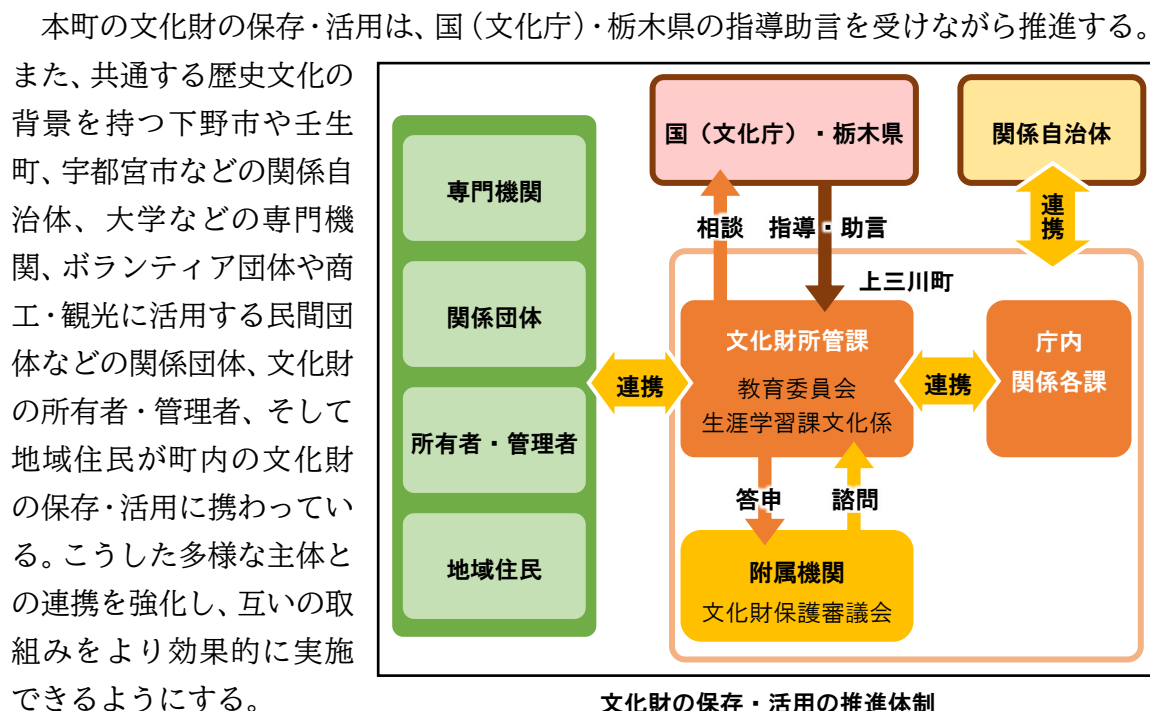 本町の文化財の保存・活用は、国（文化庁）・栃木県の指導助言を受けながら推進する。
また、共通する歴史文化の
背景を持つ下野市や壬生
町、宇都宮市などの関係自
治体、大学などの専門機
関、ボランティア団体や商
工・観光に活用する民間団
体などの関係団体、文化財
の所有者・管理者、そして
地域住民が町内の文化財
の保存・活用に携わってい
る。こうした多様な主体と
の連携を強化し、互いの取
組みをより効果的に実施
できるようにする。
専門機関
関係団体
所有者・管理者
地域住民
連携
国（文化庁）・栃木県
関係自治体
連携
相談
指導・助言
上三川町
文化財所管課
教育委員会
生涯学習課文化係
連携
庁内
関係各課
答申
諮問
附属機関
文化財保護審議会
文化財の保存・活用の推進体制